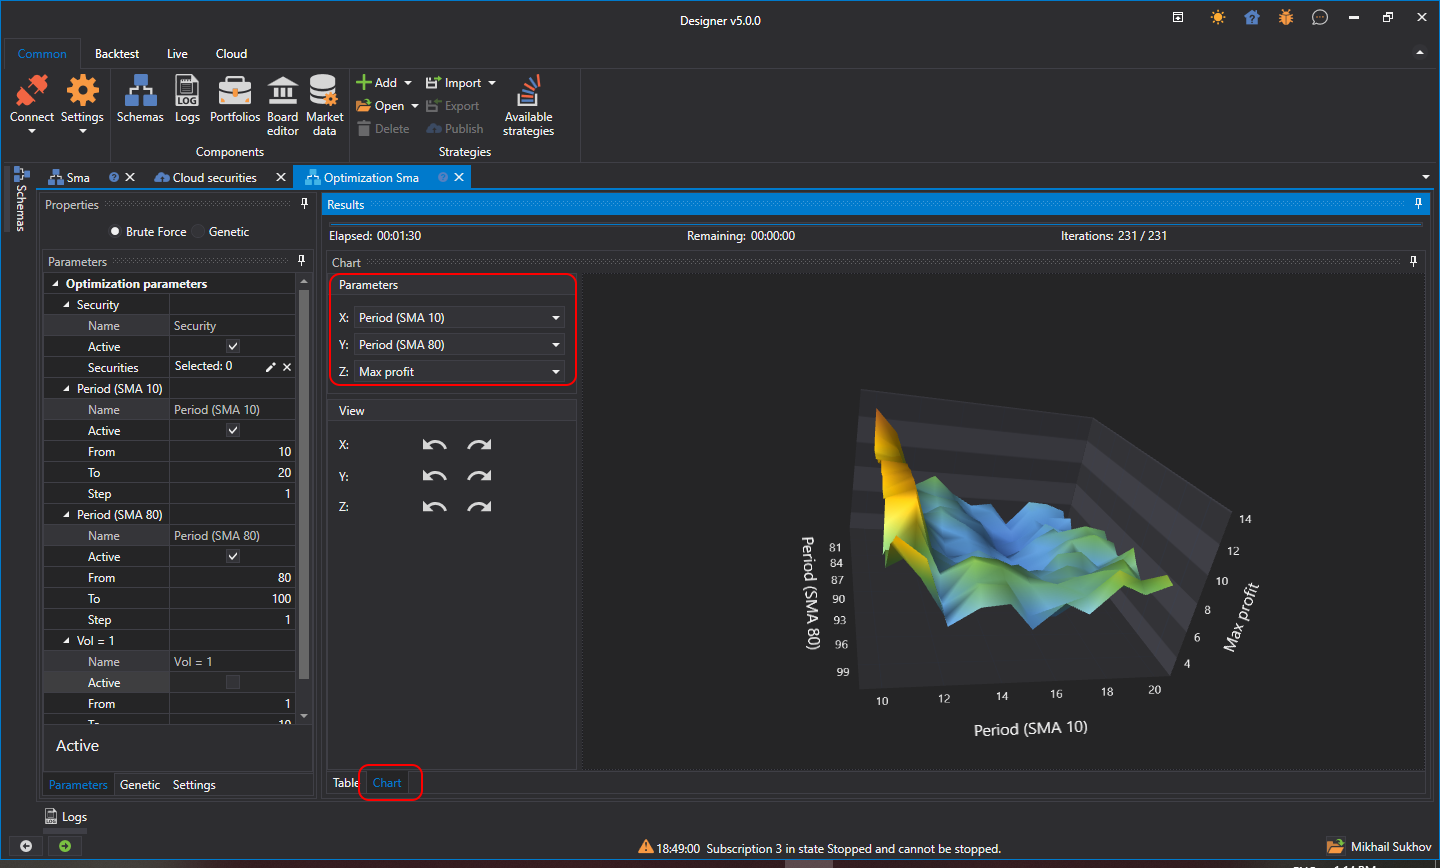 Designer v5.0.0
Common Backtest Live Cloud
Connect Settings Schemas Logs Portfolios Board editor Market data
Add Import
Open Export
Delete Publish
Available strategies
Components Strategies
Schemas
Sma Cloud securities Optimization Sma
Properties
Brute Force Genetic
Parameters
Optimization parameters
Security
Name Security
Active
Securities Selected: 0
Period (SMA 10)
Name Period (SMA 10)
Active
From 10
To 20
Step 1
Period (SMA 80)
Name Period (SMA 80)
Active
From 80
To 100
Step 1
Vol = 1
Name Vol = 1
Active
From 1
To 10
Active
Parameters Genetic Settings
Results
Elapsed: 00:01:30 Remaining: 00:00:00 Iterations: 231 / 231
Chart
Parameters
X: Period (SMA 10)
Y: Period (SMA 80)
Z: Max profit
View
X:
Y:
Z:
81
84
87
90
93
96
99
Period (SMA 80)
14
12
10
8
6
4
Max profit
10 12 14 16 18 20
Period (SMA 10)
Table Chart
Logs
18:49:00 Subscription 3 in state Stopped and cannot be stopped.
Mikhail Sukhov